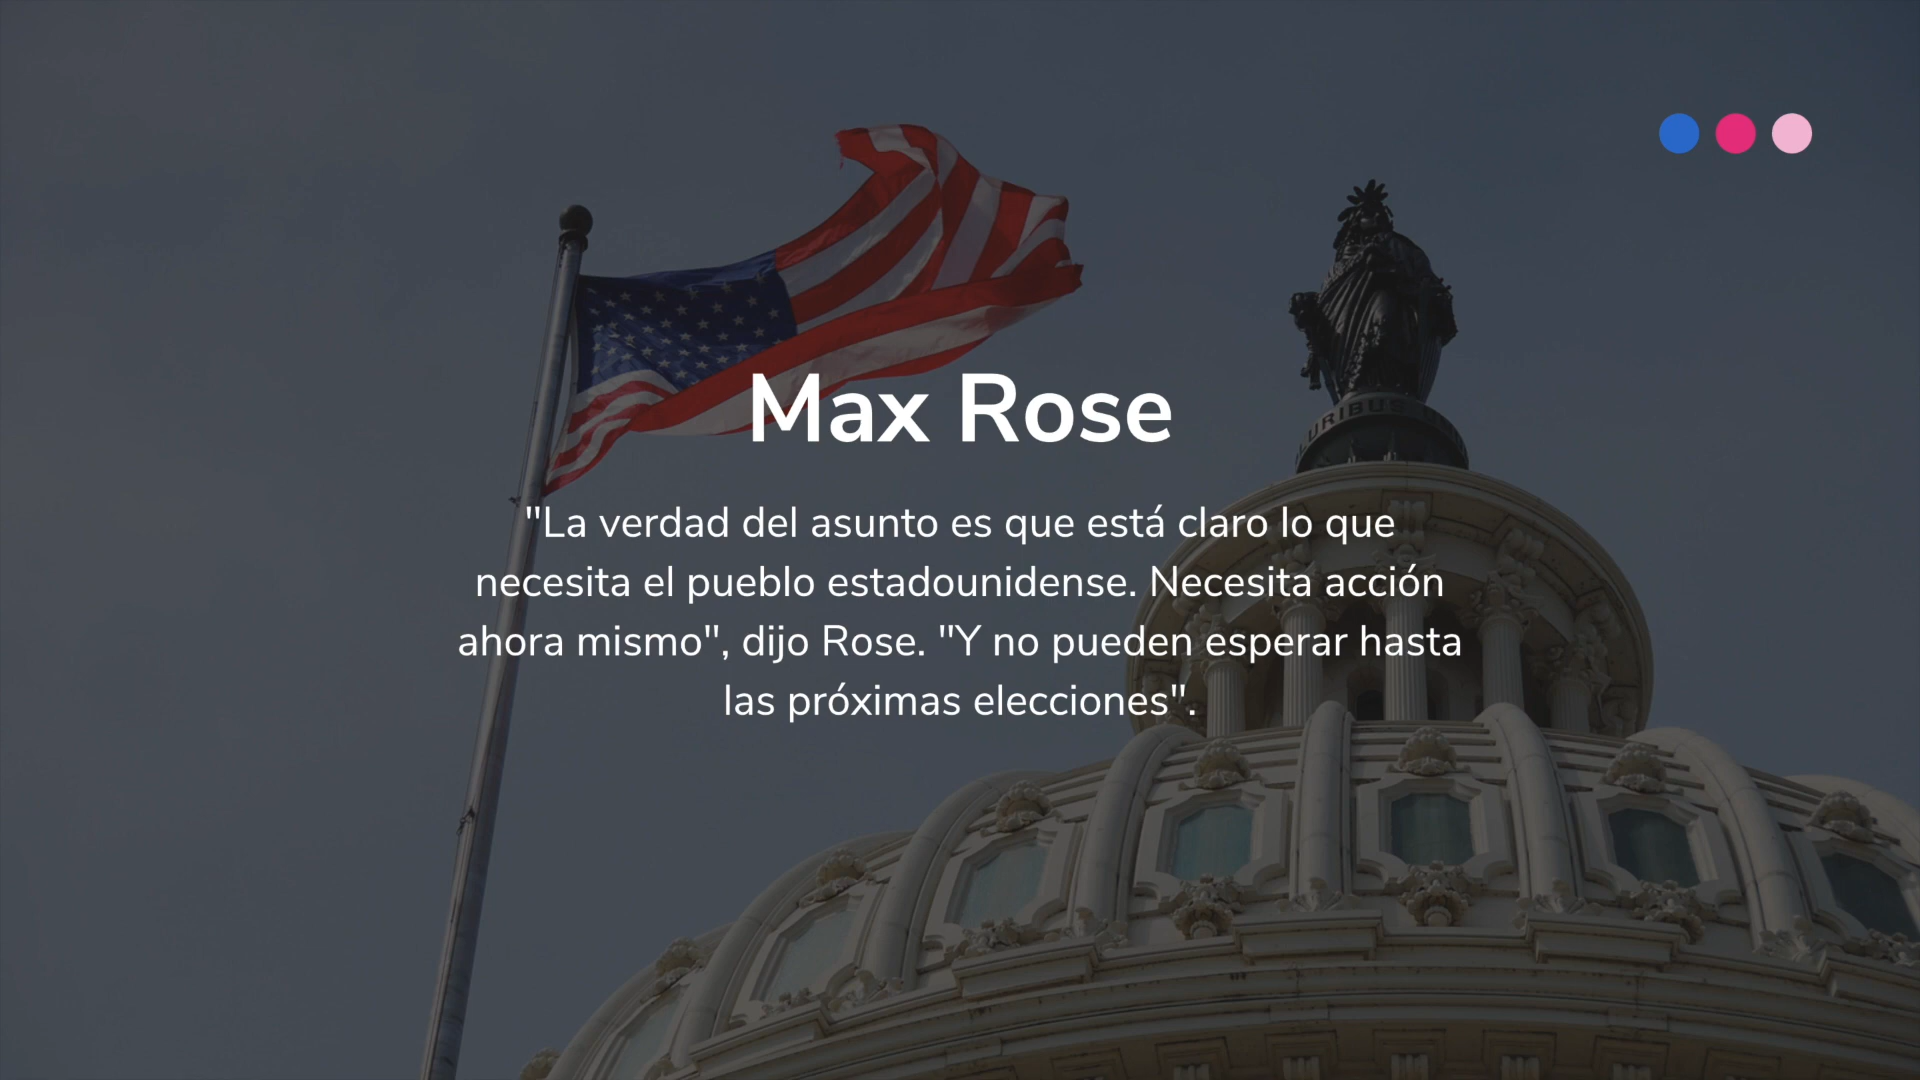 Max Rose
"La verdad del asunto es que está claro lo que
necesita el pueblo estadounidense. Necesita acción
ahora mismo", dijo Rose. "Y no pueden esperar hasta
las próximas elecciones".
URIBUS